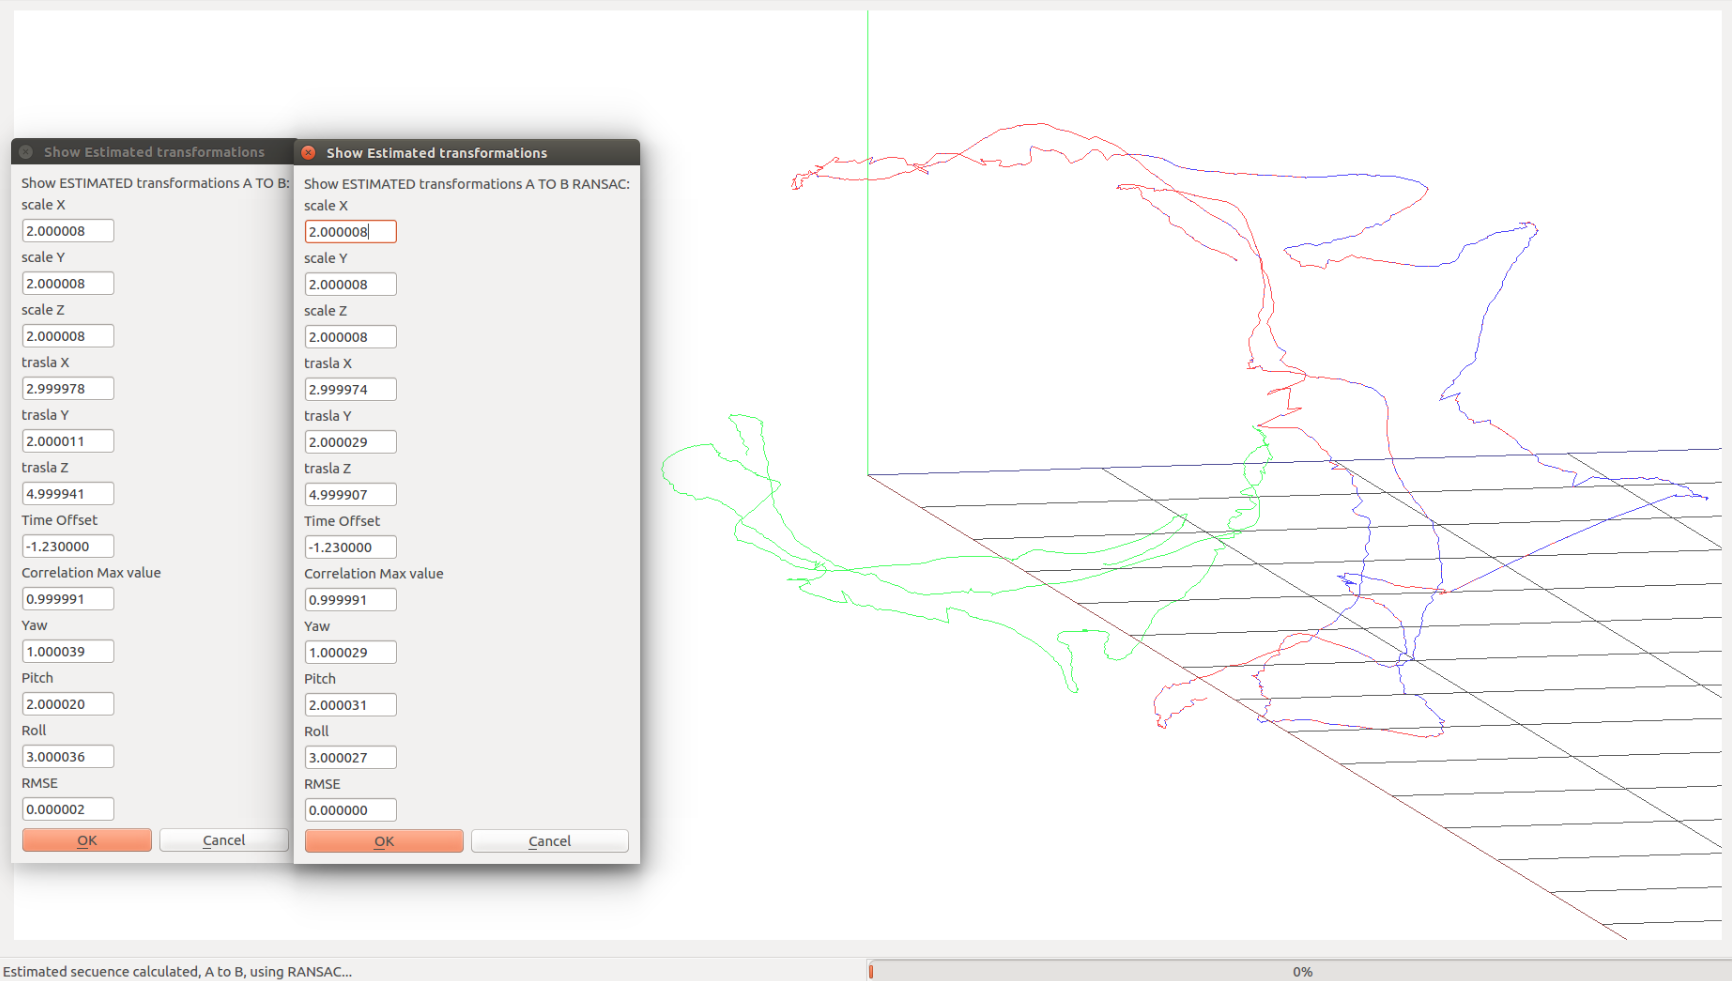 Show Estimated transformations
Show ESTIMATED transformations A TO B:
scale X
2.000008
scale Y
2.000008
scale Z
2.000008
trasla X
2.999978
trasla Y
2.000011
trasla Z
4.999941
Time Offset
-1.230000
Correlation Max value
0.999991
Yaw
1.000039
Pitch
2.000020
Roll
3.000036
RMSE
0.000002
OK
Cancel
Show Estimated transformations
Show ESTIMATED transformations A TO B RANSAC:
scale X
2.000008
scale Y
2.000008
scale Z
2.000008
trasla X
2.999974
trasla Y
2.000029
trasla Z
4.999907
Time Offset
-1.230000
Correlation Max value
0.999991
Yaw
1.000029
Pitch
2.000031
Roll
3.000027
RMSE
0.000000
OK
Cancel
Estimated secuence calculated, A to B, using RANSAC...
0%